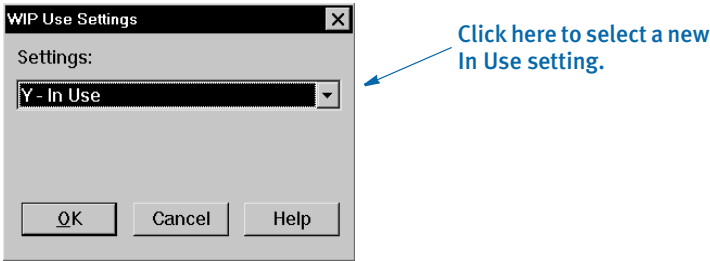 WIP Use Settings
Settings:
Y - In Use
OK Cancel Help
Click here to select a new
In Use setting.